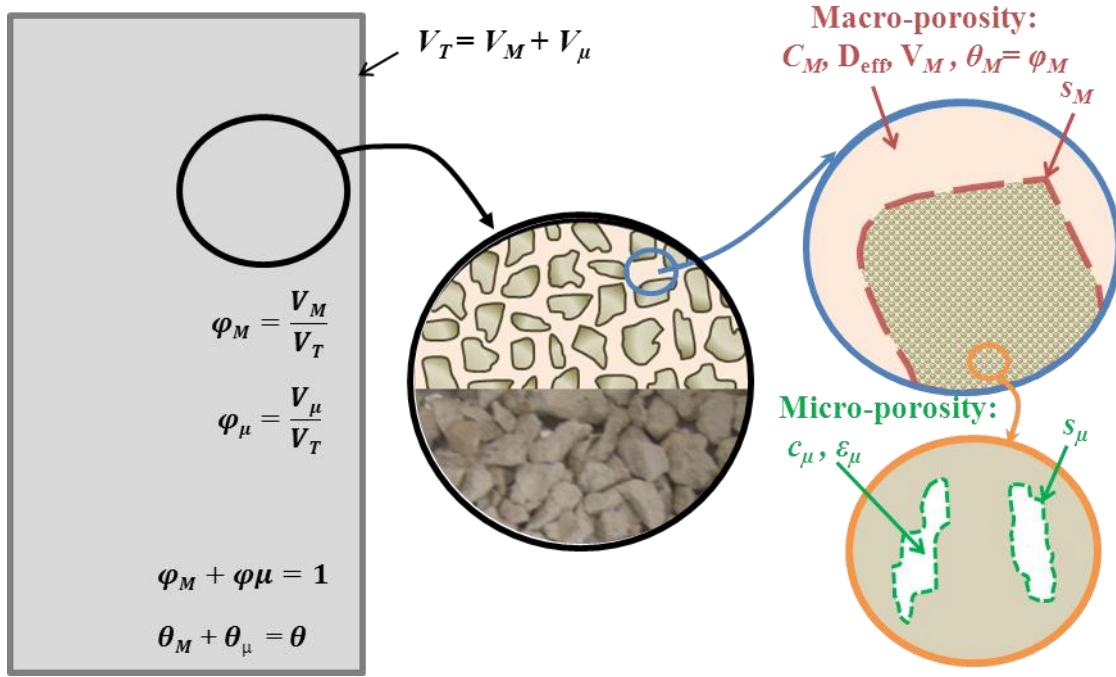 V_T = V_M + V_μ
φ_M = V_M / V_T
φ_μ = V_μ / V_T
φ_M + φμ = 1
θ_M + θ_μ = θ
Macro-porosity:
C_M, D_eff, V_M , θ_M= φ_M
s_M
Micro-porosity:
c_μ , ε_μ
s_μ